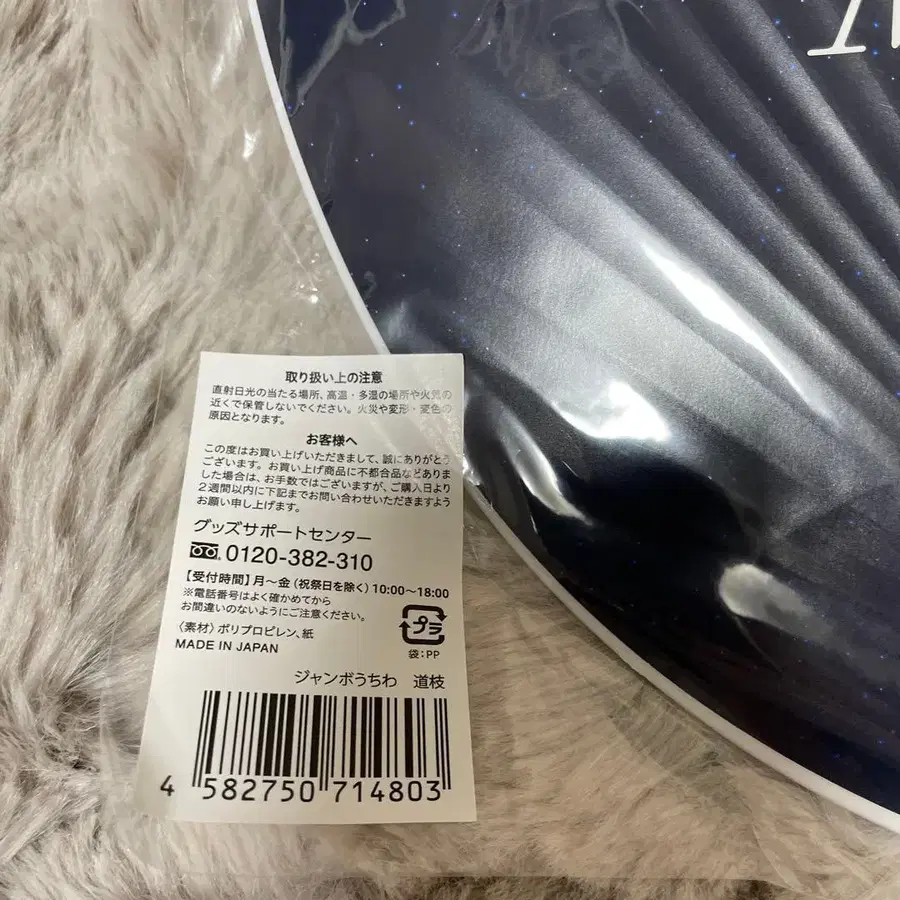 取り扱い上の注意
直射日光の当たる場所、高温・多湿の場所や火気の
近くで保管しないでください。火災や変形・変色の
原因となります。
お客様へ
この度はお買い上げいただきまして、誠にありがとう
ございます。お買い上げ商品に不都合品などありま
した場合は、お手数ではございますが、ご購入日より
2週間以内に下記までお問い合わせいただきますよう
お願い申し上げます。
グッズサポートセンター
0120-382-310
【受付時間】月〜金（祝祭日を除く）10:00〜18:00
※電話番号はよく確かめてから
お間違いのないようにご注意ください。
〈素材〉ポリプロピレン、紙
MADE IN JAPAN
プラ
袋：PP
ジャンボうちわ 道枝
4 582750 714803